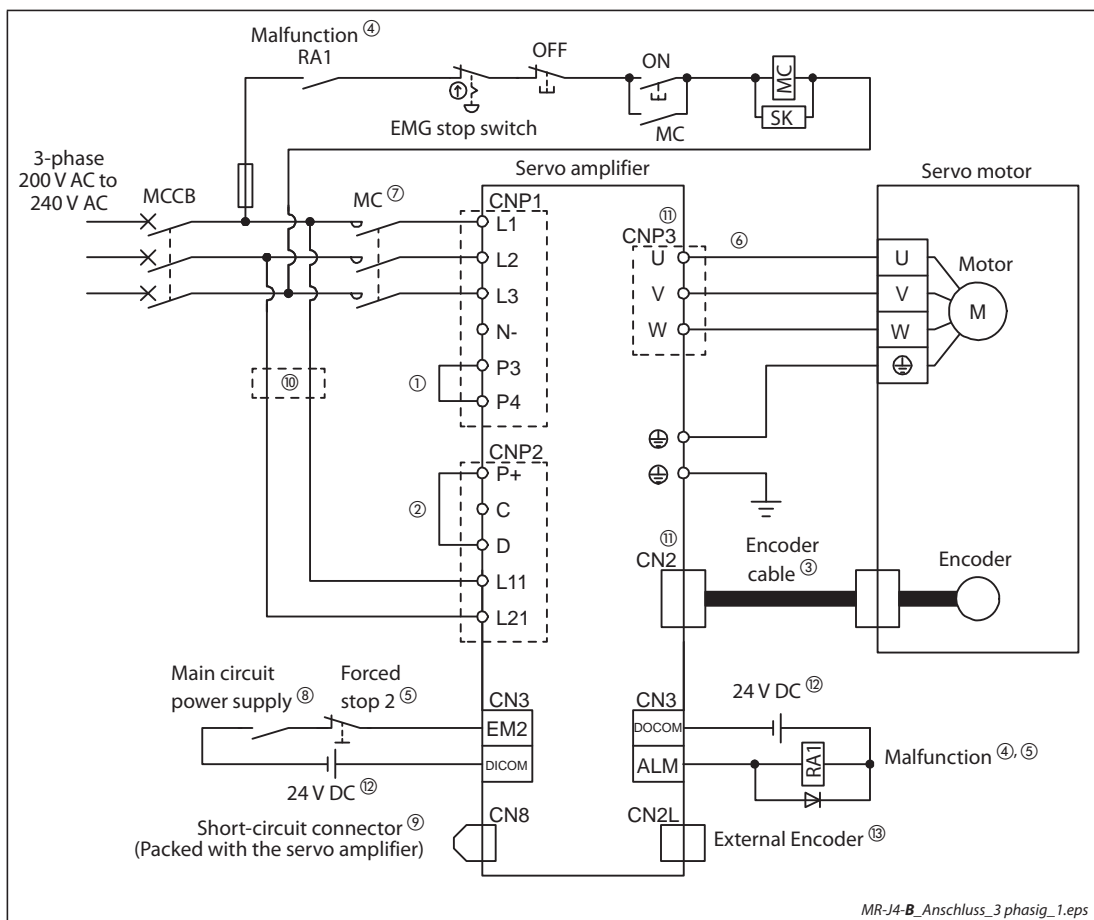 Malfunction ④
RA1
OFF
ON
MC
SK
EMG stop switch
MC
3-phase
200 V AC to
240 V AC
MCCB
MC ⑦
Servo amplifier
Servo motor
CNP1
L1
L2
L3
N-
P3
P4
①
⑩
⑪
CNP3
U
V
W
⑥
U
V
W
Motor
M
CNP2
P+
C
D
L11
L21
②
⑪
CN2
Encoder
cable ③
Encoder
Main circuit
power supply ⑧
Forced
stop 2 ⑤
CN3
EM2
DICOM
24 V DC ⑫
CN3
DOCOM
ALM
24 V DC ⑫
RA1
Malfunction ④, ⑤
Short-circuit connector ⑨
(Packed with the servo amplifier)
CN8
CN2L
External Encoder ⑬
MR-J4-B_Anschluss_3 phasig_1.eps